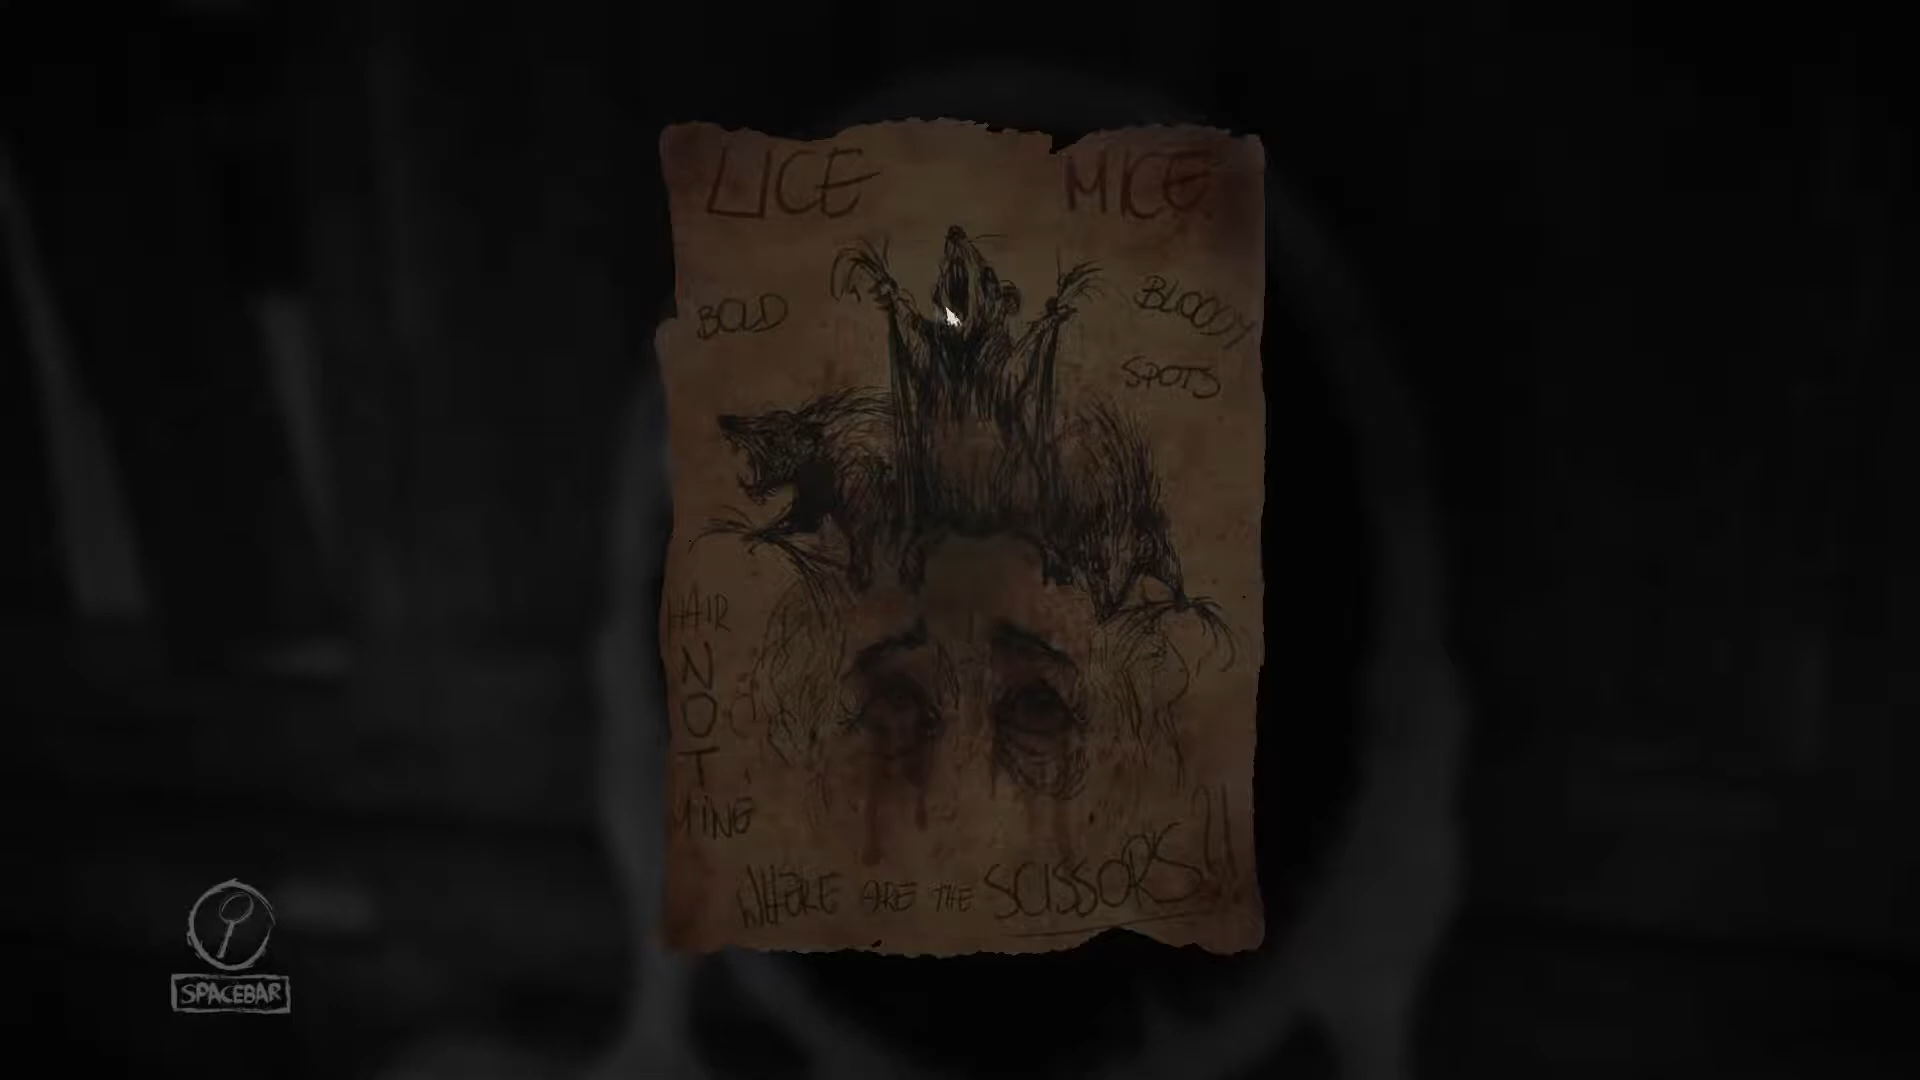 LICE MICE
BOLD
BLOODY
SPOTS
HAIR
NOT
MINE
WHERE ARE THE SCISSORS?!!
SPACEBAR